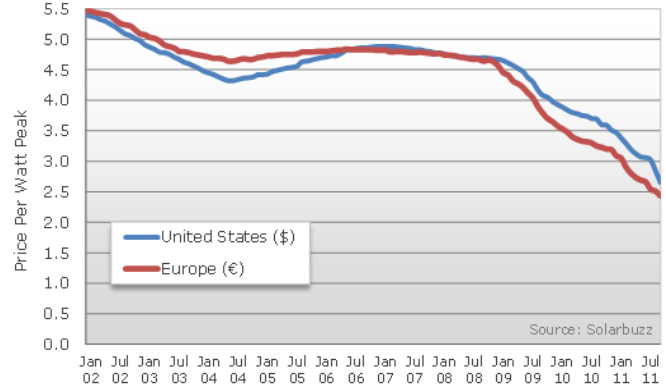 5.5
5.0
4.5
4.0
3.5
3.0
2.5
2.0
1.5
1.0
0.5
0.0
Price Per Watt Peak
United States ($)
Europe (€)
Source: Solarbuzz
Jan Jul Jan Jul Jan Jul Jan Jul Jan Jul Jan Jul Jan Jul Jan Jul Jan Jul Jan Jul
02 02 03 03 04 04 05 05 06 06 07 07 08 08 09 09 10 10 11 11